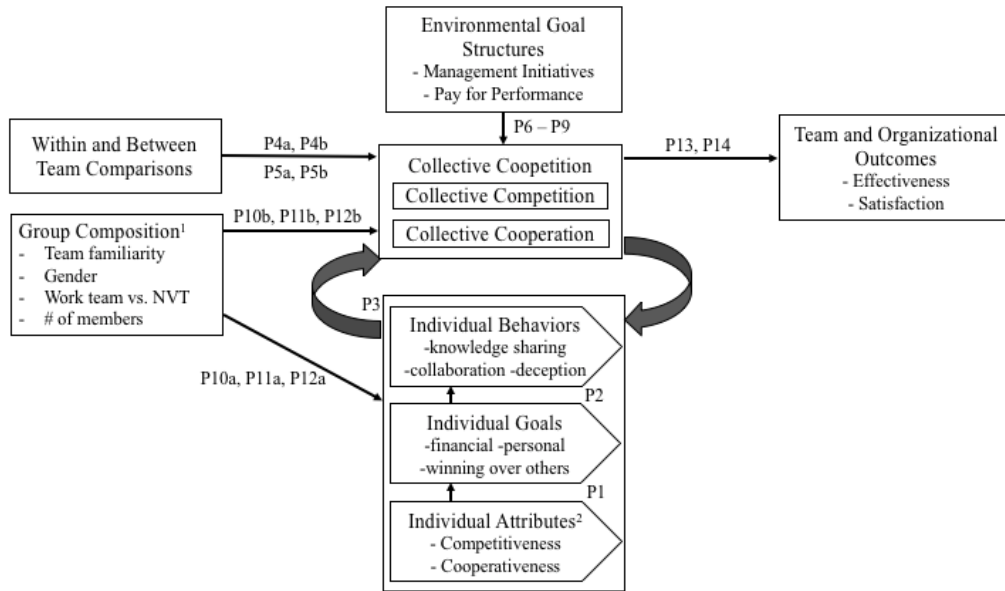 Environmental Goal
Structures
- Management Initiatives
- Pay for Performance
P6 – P9
Within and Between
Team Comparisons
P4a, P4b
P5a, P5b
Collective Coopetition
Collective Competition
Collective Cooperation
P13, P14
Team and Organizational
Outcomes
- Effectiveness
- Satisfaction
Group Composition¹
- Team familiarity
- Gender
- Work team vs. NVT
- # of members
P10b, P11b, P12b
P10a, P11a, P12a
P3
Individual Behaviors
-knowledge sharing
-collaboration -deception
P2
Individual Goals
-financial -personal
-winning over others
P1
Individual Attributes²
- Competitiveness
- Cooperativeness